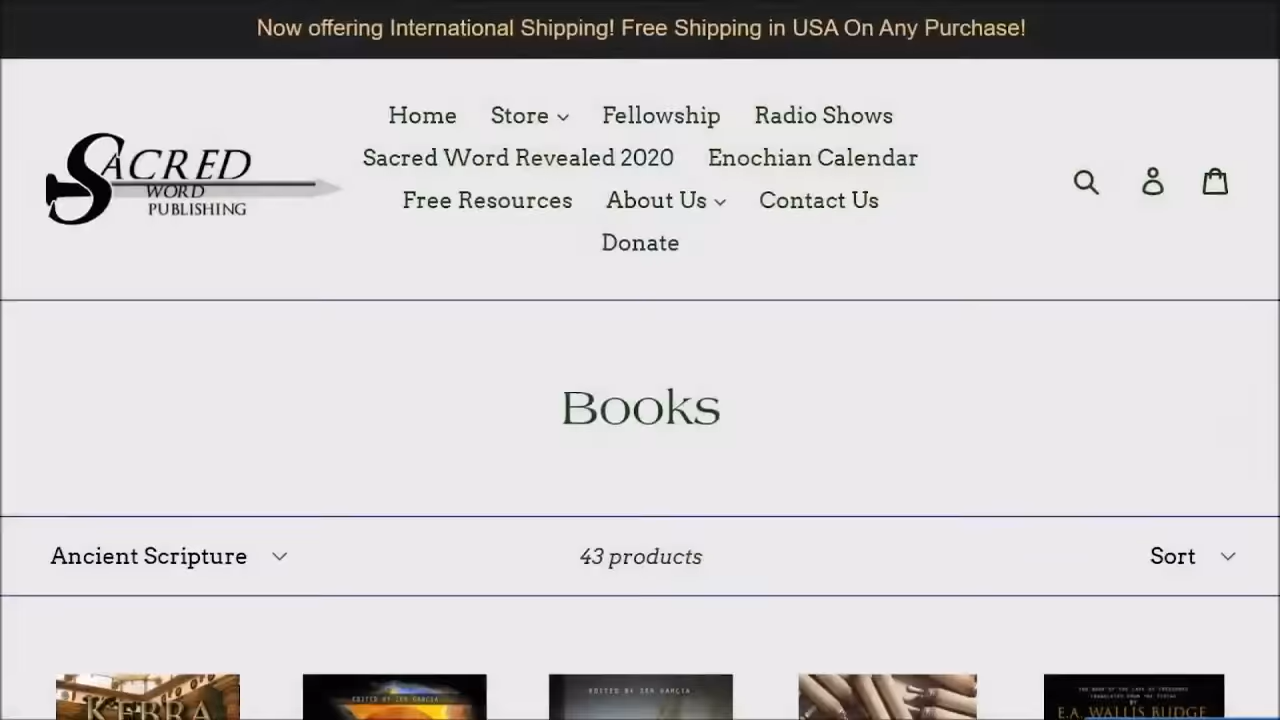 Now offering International Shipping! Free Shipping in USA On Any Purchase!
Home Store Fellowship Radio Shows
Sacred Word Revealed 2020 Enochian Calendar
Free Resources About Us Contact Us
Donate
SACRED
WORD
PUBLISHING
Books
Ancient Scripture 43 products Sort
KEBRA
EDITED BY ZEN GARCIA
EDITED BY ZEN GARCIA
E.A. WALLIS BUDGE